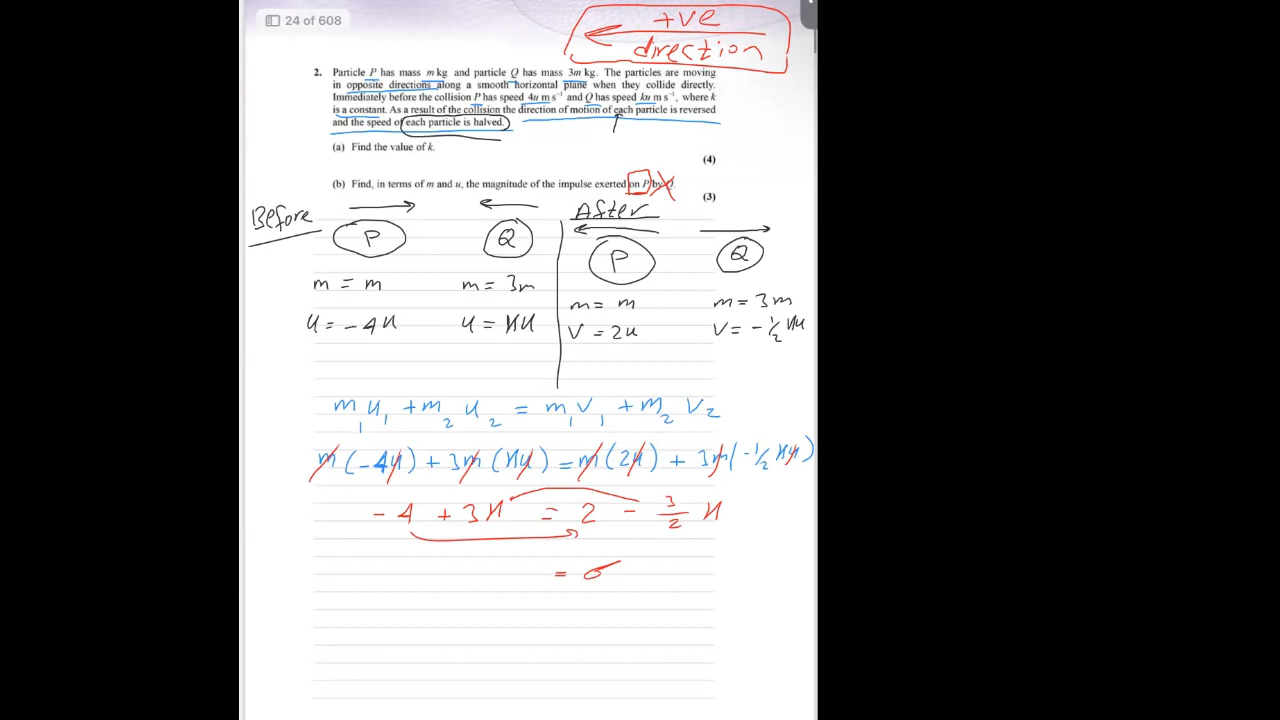 24 of 608
+ve
direction
2. Particle P has mass m kg and particle Q has mass 3m kg. The particles are moving
in opposite directions along a smooth horizontal plane when they collide directly.
Immediately before the collision P has speed 4u m s⁻¹ and Q has speed ku m s⁻¹, where k
is a constant. As a result of the collision the direction of motion of each particle is reversed
and the speed of each particle is halved.
(a) Find the value of k.
(4)
(b) Find, in terms of m and u, the magnitude of the impulse exerted on P by Q.
(3)
Before P Q After P Q
m = m m = 3m m = m m = 3m
u = -4u u = ku v = 2u v = -½ku
m₁u₁ + m₂u₂ = m₁v₁ + m₂v₂
m(-4u) + 3m(ku) = m(2u) + 3m(-½ku)
-4 + 3k = 2 - 3/2 k
= 6